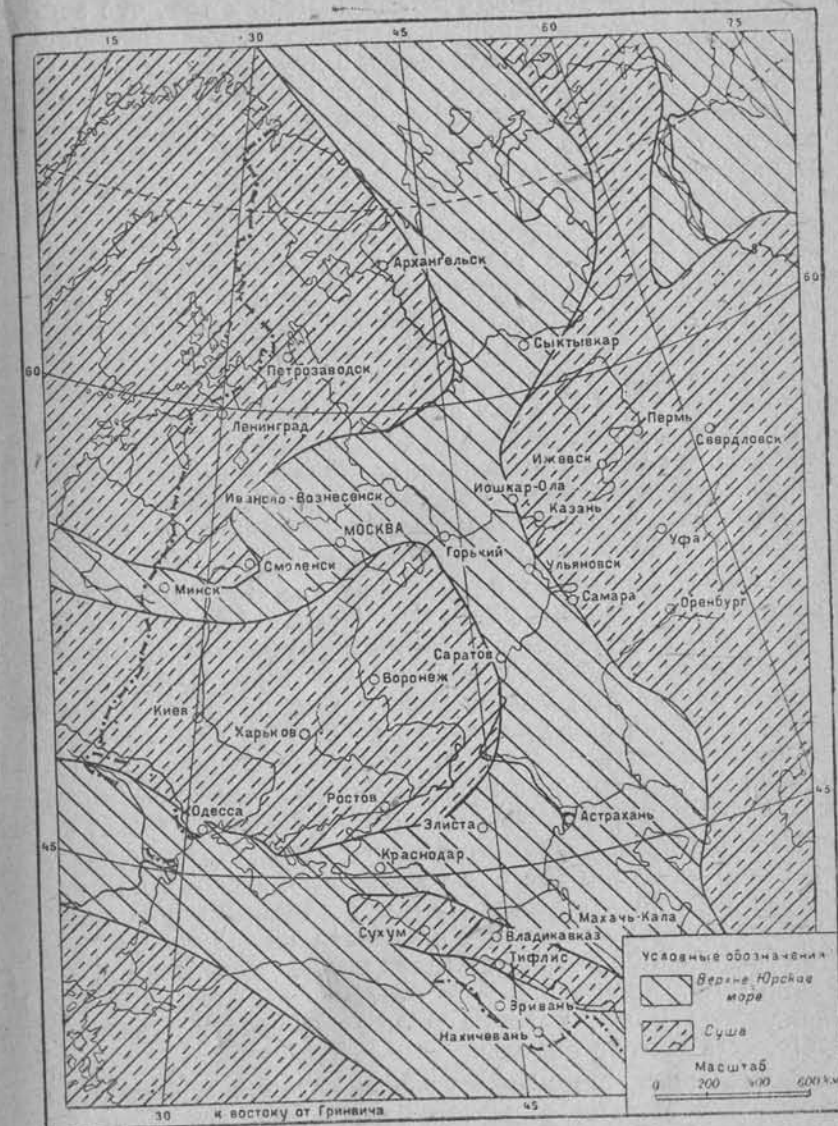 15 30 45 60 75
60
Архангельск
Сыктывкар
Петрозаводск
60
Ленинград
Пермь
Свердловск
Ижевск
Иваново-Вознесенск
Иошкар-Ола
Казань
МОСКВА
Горький
Уфа
Смоленск
Ульяновск
Минск
Самара
Оренбург
Саратов
Воронеж
Киев
Харьков
45
Ростов
Одесса
Элиста
Астрахань
45
Краснодар
Махачь-Кала
Сухум
Владикавказ
Тифлис
Эривань
Нахичевань
Условные обозначения
Верхне Юрское
море
Суша
Масштаб
0 200 400 600 км
30 к востоку от Гринвича 45